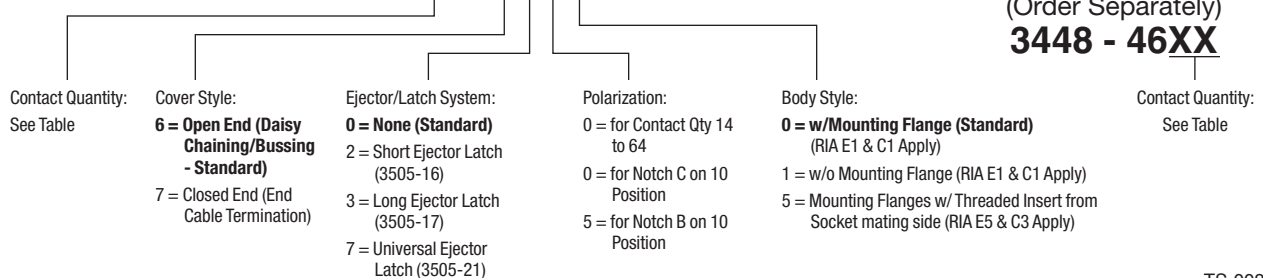 (Order Separately)
3448 - 46XX
Contact Quantity:
See Table
Cover Style:
6 = Open End (Daisy
Chaining/Bussing
- Standard)
7 = Closed End (End
Cable Termination)
Ejector/Latch System:
0 = None (Standard)
2 = Short Ejector Latch
(3505-16)
3 = Long Ejector Latch
(3505-17)
7 = Universal Ejector
Latch (3505-21)
Polarization:
0 = for Contact Qty 14
to 64
0 = for Notch C on 10
Position
5 = for Notch B on 10
Position
Body Style:
0 = w/Mounting Flange (Standard)
(RIA E1 & C1 Apply)
1 = w/o Mounting Flange (RIA E1 & C1 Apply)
5 = Mounting Flanges w/ Threaded Insert from
Socket mating side (RIA E5 & C3 Apply)
Contact Quantity:
See Table